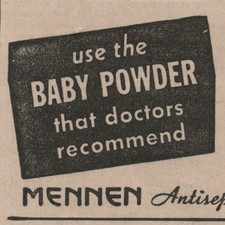 use the
BABY POWDER
that doctors
recommend
MENNEN